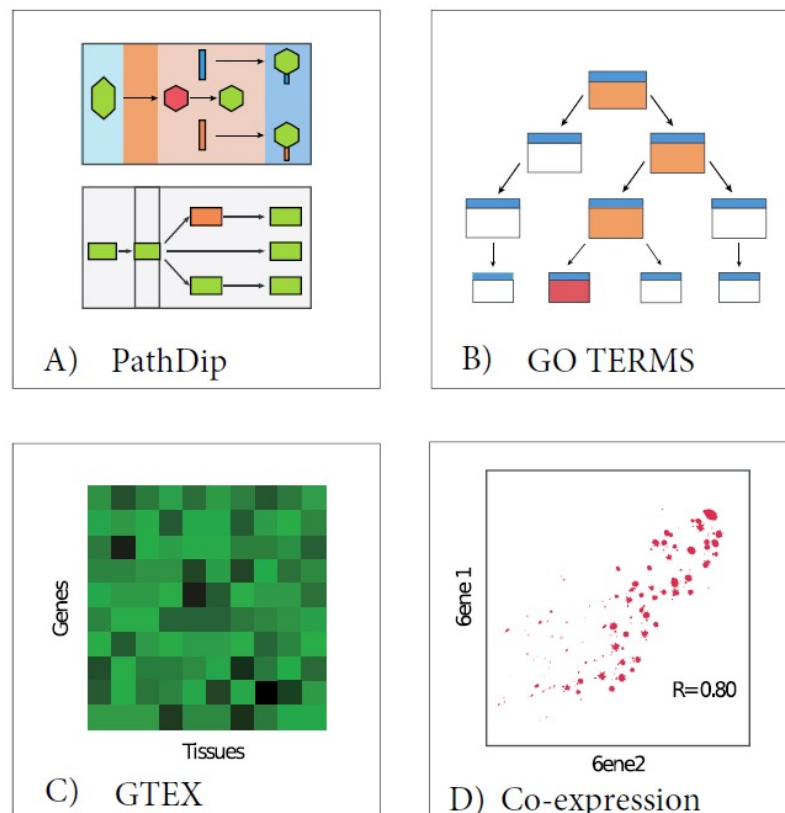 A) PathDip
B) GO TERMS
Genes
Tissues
C) GTEX
6ene 1
R=0.80
6ene2
D) Co-expression